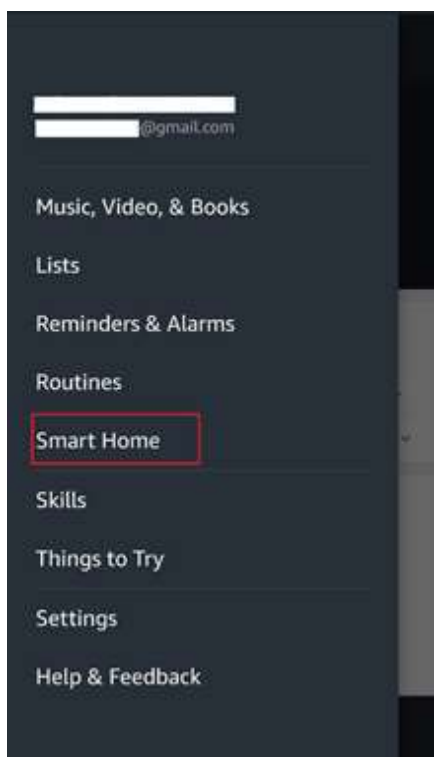 @gmail.com
Music, Video, & Books
Lists
Reminders & Alarms
Routines
Smart Home
Skills
Things to Try
Settings
Help & Feedback